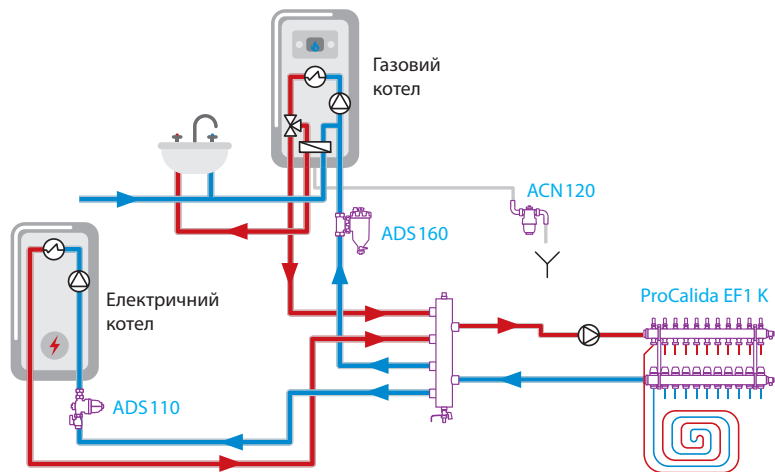 Газовий
котел
ACN120
ADS160
ProCalida EF1 K
Електричний
котел
ADS110